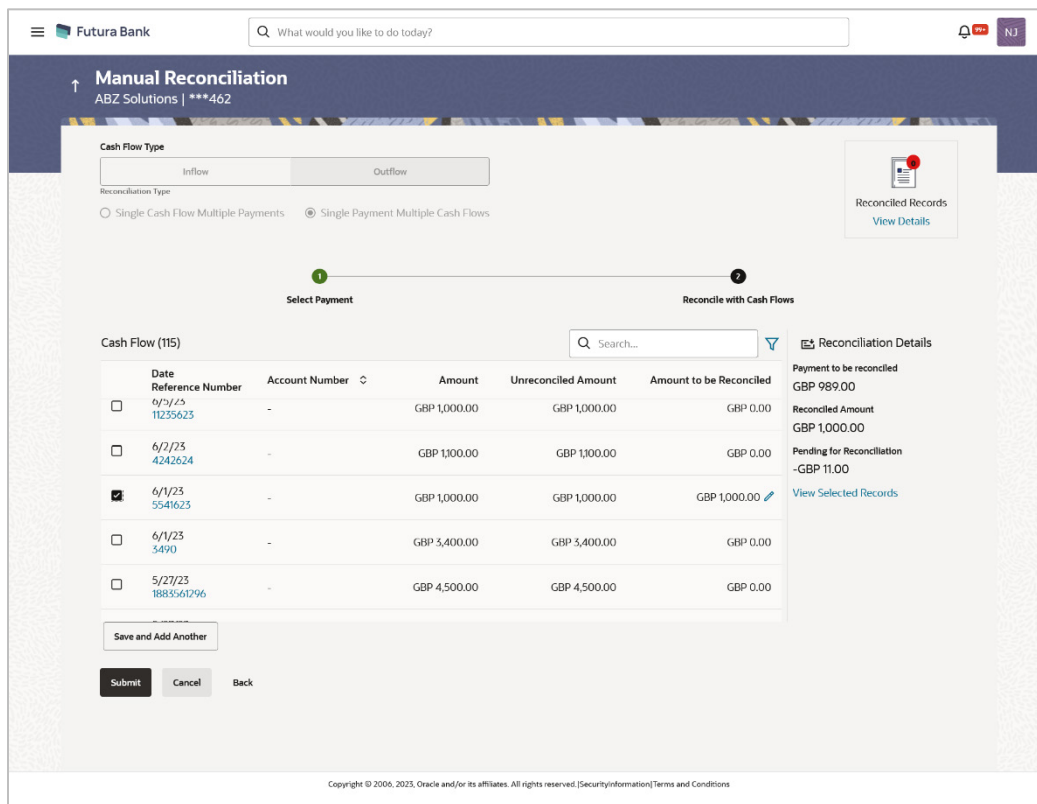 Futura Bank
What would you like to do today?
99+
NJ
Manual Reconciliation
ABZ Solutions | ***462
Cash Flow Type
Inflow Outflow
Reconciliation Type
Single Cash Flow Multiple Payments Single Payment Multiple Cash Flows
0
Reconciled Records
View Details
1 2
Select Payment Reconcile with Cash Flows
Cash Flow (115)
Search...
Date
Reference Number Account Number Amount Unreconciled Amount Amount to be Reconciled
6/5/23
11235623 - GBP 1,000.00 GBP 1,000.00 GBP 0.00
6/2/23
4242624 - GBP 1,100.00 GBP 1,100.00 GBP 0.00
6/1/23
5541623 - GBP 1,000.00 GBP 1,000.00 GBP 1,000.00
6/1/23
3490 - GBP 3,400.00 GBP 3,400.00 GBP 0.00
5/27/23
1883561296 - GBP 4,500.00 GBP 4,500.00 GBP 0.00
Reconciliation Details
Payment to be reconciled
GBP 989.00
Reconciled Amount
GBP 1,000.00
Pending for Reconciliation
-GBP 11.00
View Selected Records
Save and Add Another
Submit Cancel Back
Copyright © 2006, 2023, Oracle and/or its affiliates. All rights reserved.|SecurityInformation|Terms and Conditions